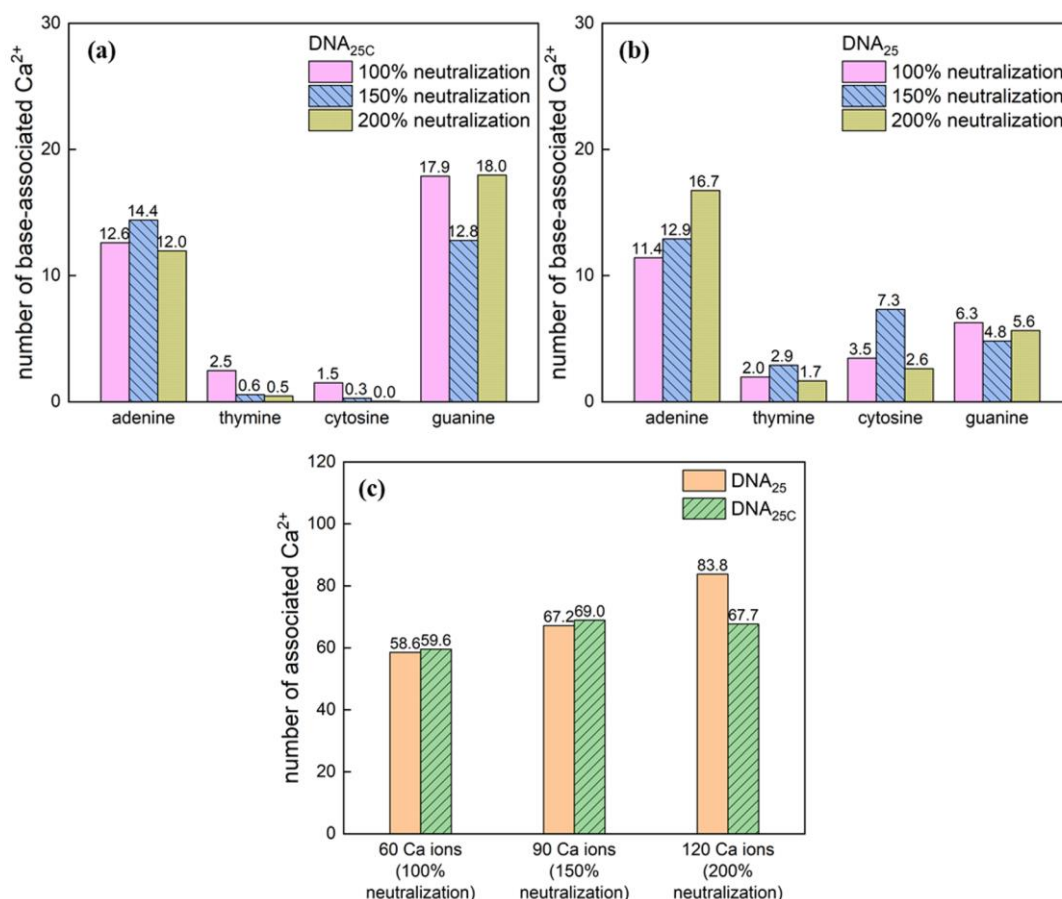 (a)
DNA25C
100% neutralization
150% neutralization
200% neutralization
number of base-associated Ca2+
30
20
10
0
12.6
14.4
12.0
2.5
0.6
0.5
1.5
0.3
0.0
17.9
12.8
18.0
adenine
thymine
cytosine
guanine
(b)
DNA25
100% neutralization
150% neutralization
200% neutralization
number of base-associated Ca2+
30
20
10
0
11.4
12.9
16.7
2.0
2.9
1.7
3.5
7.3
2.6
6.3
4.8
5.6
adenine
thymine
cytosine
guanine
(c)
DNA25
DNA25C
number of associated Ca2+
120
100
80
60
40
20
0
58.6
59.6
67.2
69.0
83.8
67.7
60 Ca ions
(100%
neutralization)
90 Ca ions
(150%
neutralization)
120 Ca ions
(200%
neutralization)